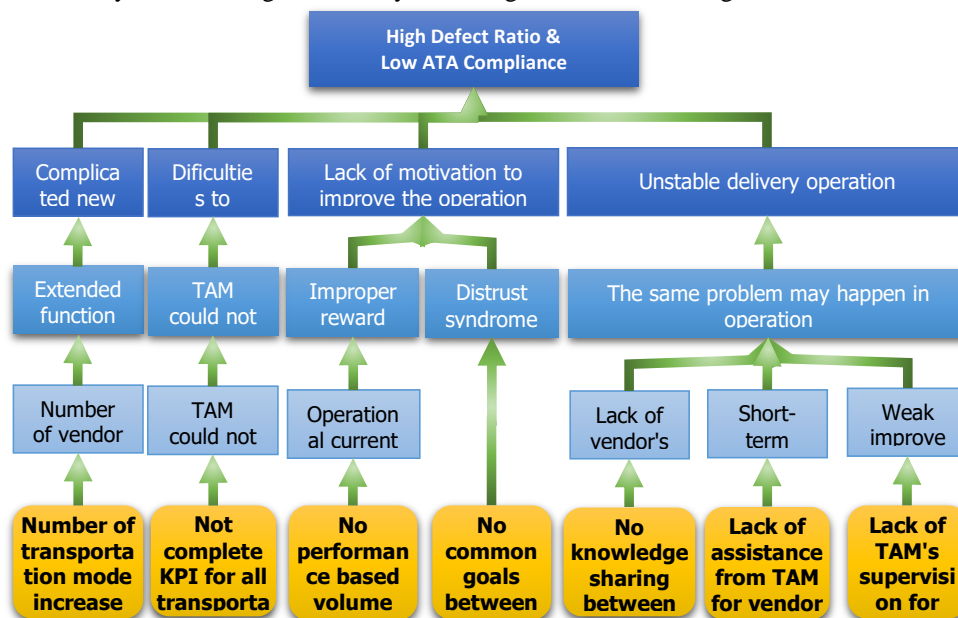 High Defect Ratio &
Low ATA Compliance
Complica
ted new
Dificultie
s to
Lack of motivation to
improve the operation
Unstable delivery operation
Extended
function
TAM
could not
Improper
reward
Distrust
syndrome
The same problem may happen in
operation
Number
of vendor
TAM
could not
Operation
al current
Lack of
vendor's
Short-
term
Weak
improve
Number of
transporta
tion mode
increase
Not
complete
KPI for all
transporta
No
performan
ce based
volume
No
common
goals
between
No
knowledge
sharing
between
Lack of
assistance
from TAM
for vendor
Lack of
TAM's
supervisi
on for